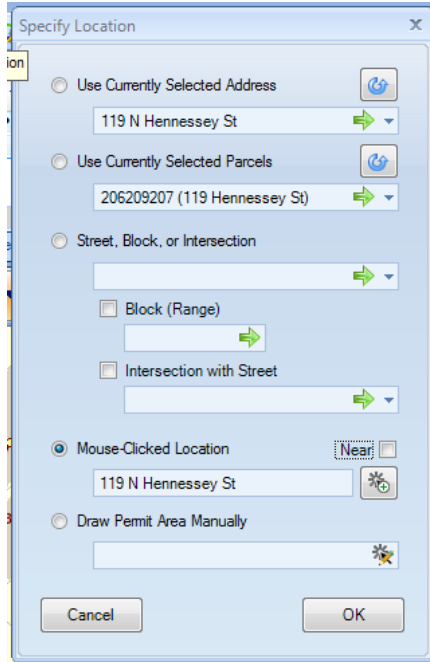 Specify Location x
ion
Use Currently Selected Address
119 N Hennessey St
Use Currently Selected Parcels
206209207 (119 Hennessey St)
Street, Block, or Intersection
Block (Range)
Intersection with Street
Mouse-Clicked Location Near
119 N Hennessey St
Draw Permit Area Manually
Cancel OK